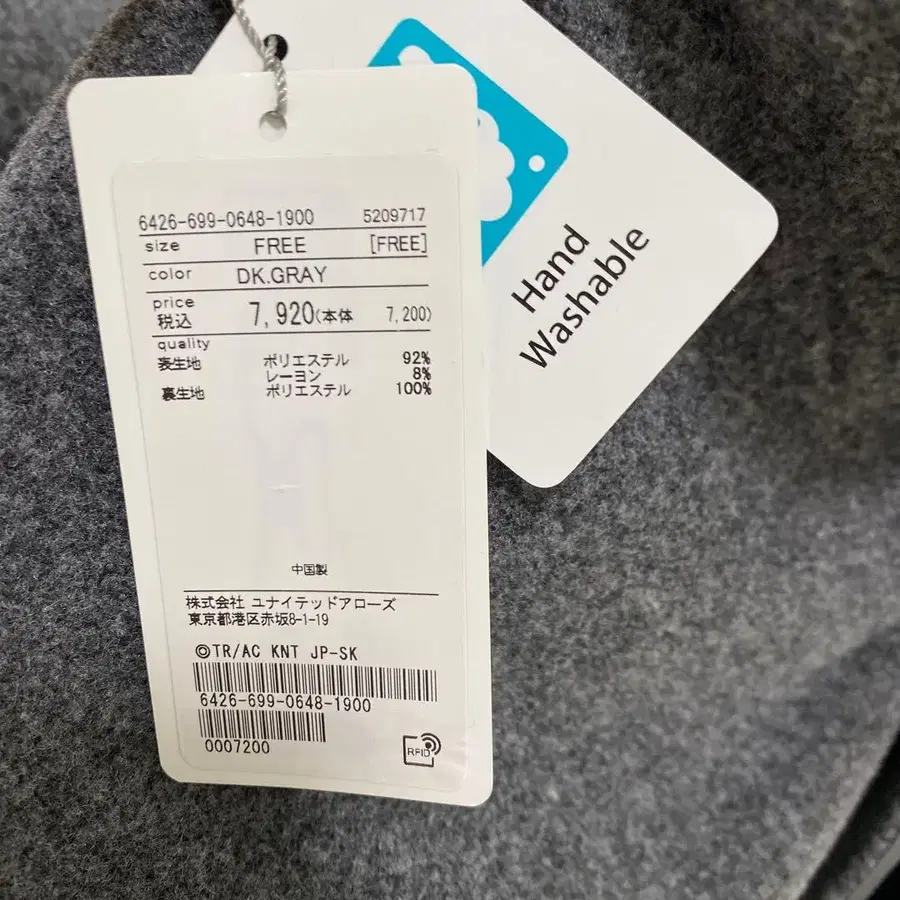 6426-699-0648-1900 5209717
size FREE [FREE]
color DK.GRAY
price
税込 7,920(本体 7,200)
quality
表生地 ポリエステル 92%
レーヨン 8%
裏生地 ポリエステル 100%
中国製
株式会社 ユナイテッドアローズ
東京都港区赤坂8-1-19
◎TR/AC KNT JP-SK
6426-699-0648-1900
0007200
RFID
Hand
Washable